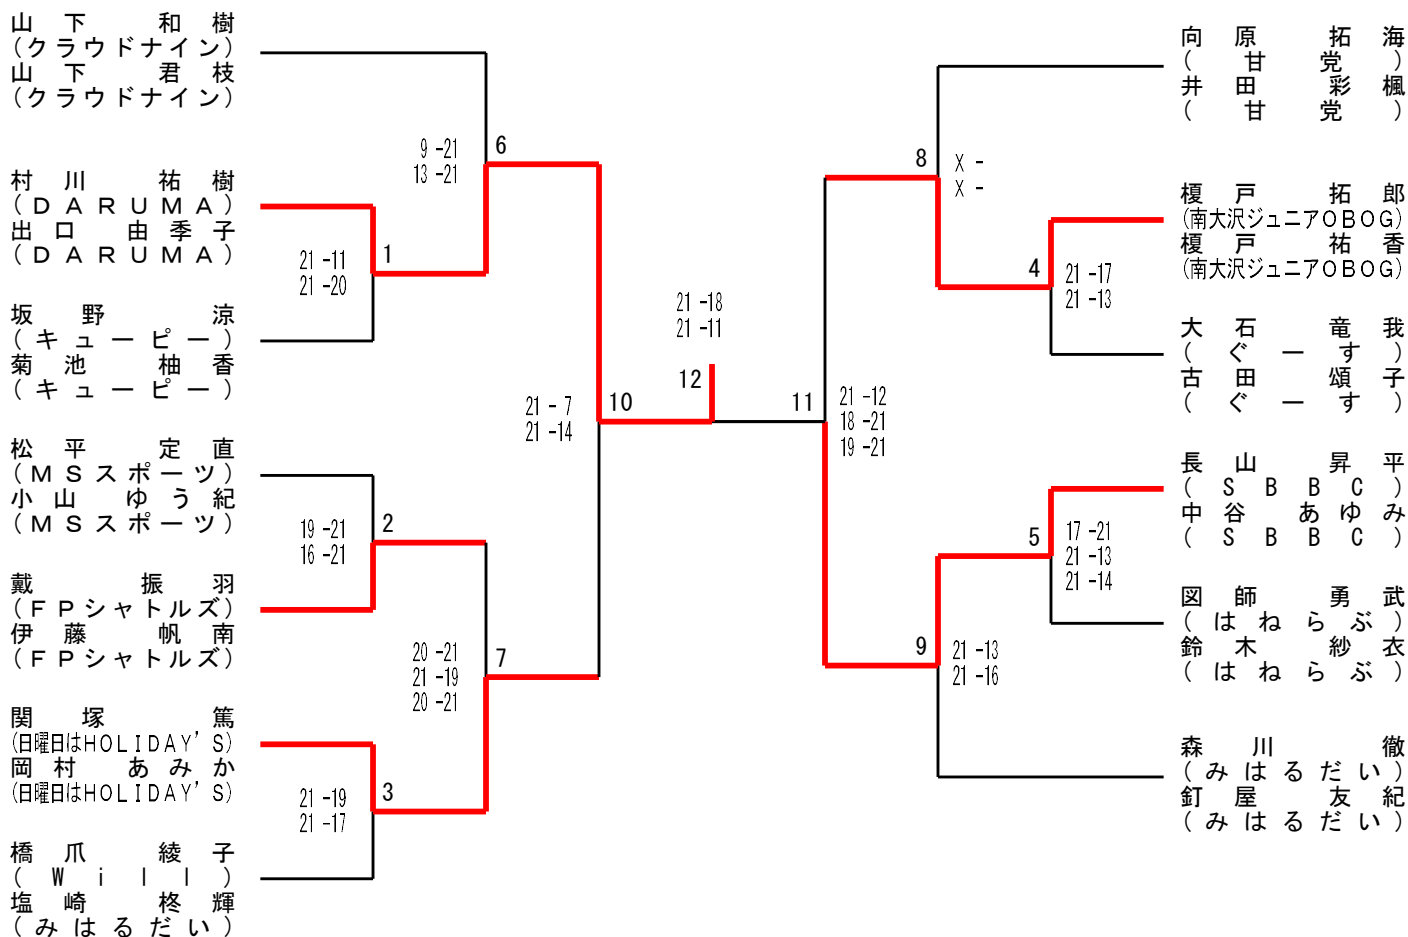 山下 和樹
(クラウドナイン)
山下 君枝
(クラウドナイン)
村川 祐樹
(DARUMA)
出口 由季子
(DARUMA)
坂野 涼
(キューピー)
菊池 柚香
(キューピー)
松平 定直
(MSスポーツ)
小山 ゆう紀
(MSスポーツ)
戴 振羽
(FPシャトルズ)
伊藤 帆南
(FPシャトルズ)
関塚 篤
(日曜日はHOLIDAY'S)
岡村 あみか
(日曜日はHOLIDAY'S)
橋爪 綾子
(Will)
塩崎 柊輝
(みはるだい)
6
9 -21
13 -21
1
21 -11
21 -20
2
19 -21
16 -21
7
20 -21
21 -19
20 -21
3
21 -19
21 -17
10
21 - 7
21 -14
21 -18
21 -11
12
11
21 -12
18 -21
19 -21
8
X -
X -
4
21 -17
21 -13
5
17 -21
21 -13
21 -14
9
21 -13
21 -16
向原 拓海
(甘党)
井田 彩楓
(甘党)
榎戸 拓郎
(南大沢ジュニアOBOG)
榎戸 祐香
(南大沢ジュニアOBOG)
大石 竜我
(ぐーす)
古田 頌子
(ぐーす)
長山 昇平
(SBBC)
中谷 あゆみ
(SBBC)
図師 勇武
(はねらぶ)
鈴木 紗衣
(はねらぶ)
森川 徹
(みはるだい)
釘屋 友紀
(みはるだい)